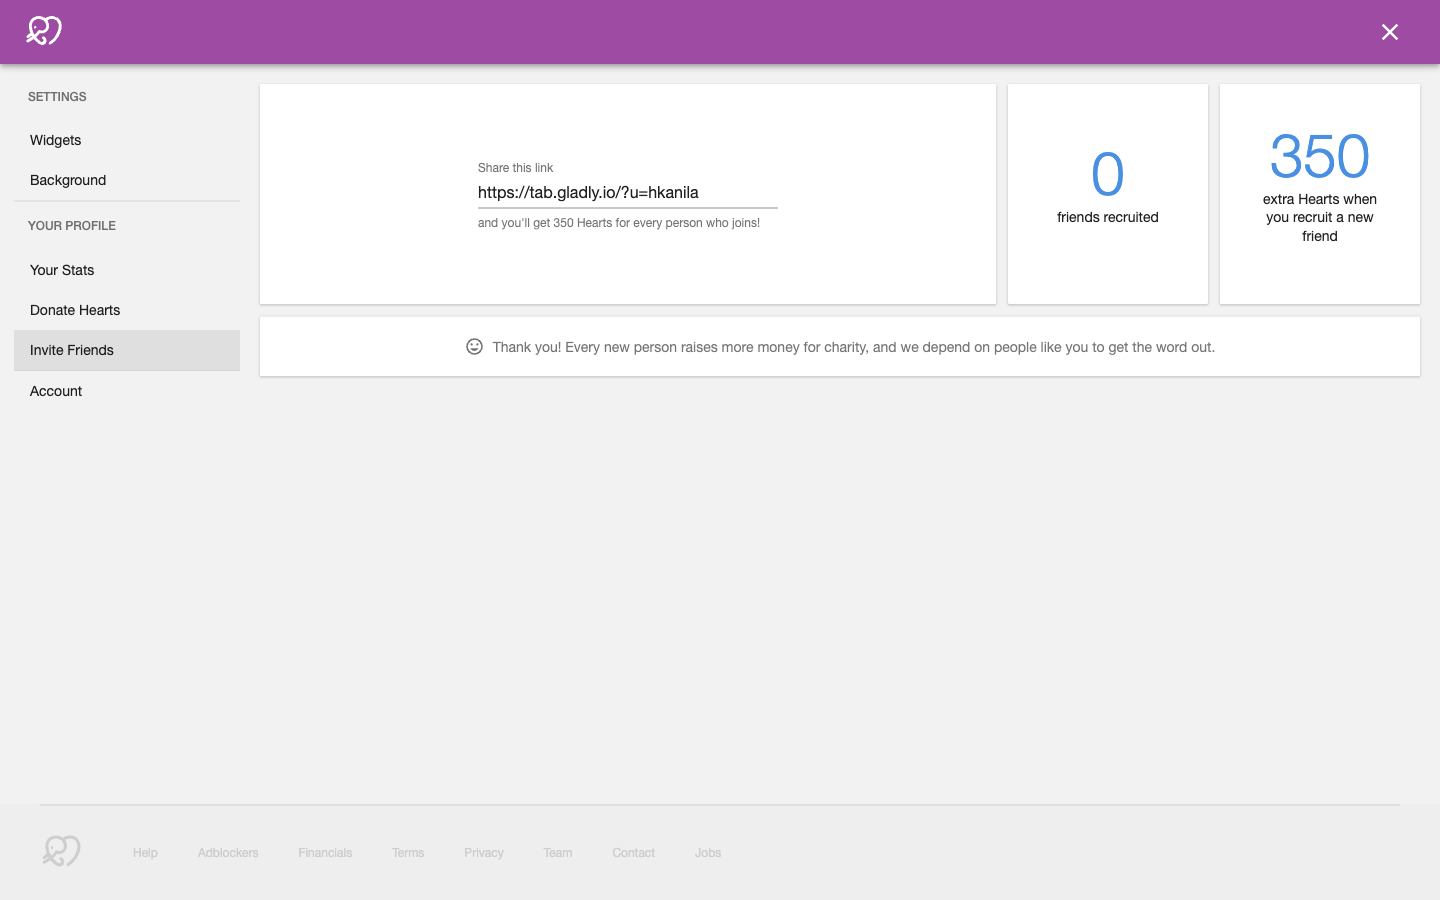 SETTINGS
Widgets
Background
YOUR PROFILE
Your Stats
Donate Hearts
Invite Friends
Account
Share this link
https://tab.gladly.io/?u=hkanila
and you'll get 350 Hearts for every person who joins!
0
friends recruited
350
extra Hearts when
you recruit a new
friend
Thank you! Every new person raises more money for charity, and we depend on people like you to get the word out.
Help Adblockers Financials Terms Privacy Team Contact Jobs